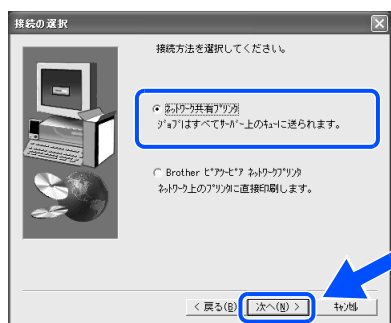 接続の選択
接続方法を選択してください。
ﾈｯﾄﾜｰｸ共有ﾌﾟﾘﾝﾀ
ｼﾞｮﾌﾞはすべてｻｰﾊﾞｰ上のｷｭｰに送られます。
Brother ﾋﾟｱﾂｰﾋﾟｱ ﾈｯﾄﾜｰｸﾌﾟﾘﾝﾀ
ﾈｯﾄﾜｰｸ上のﾌﾟﾘﾝﾀに直接印刷します。
< 戻る(B) 次へ(N) > ｷｬﾝｾﾙ